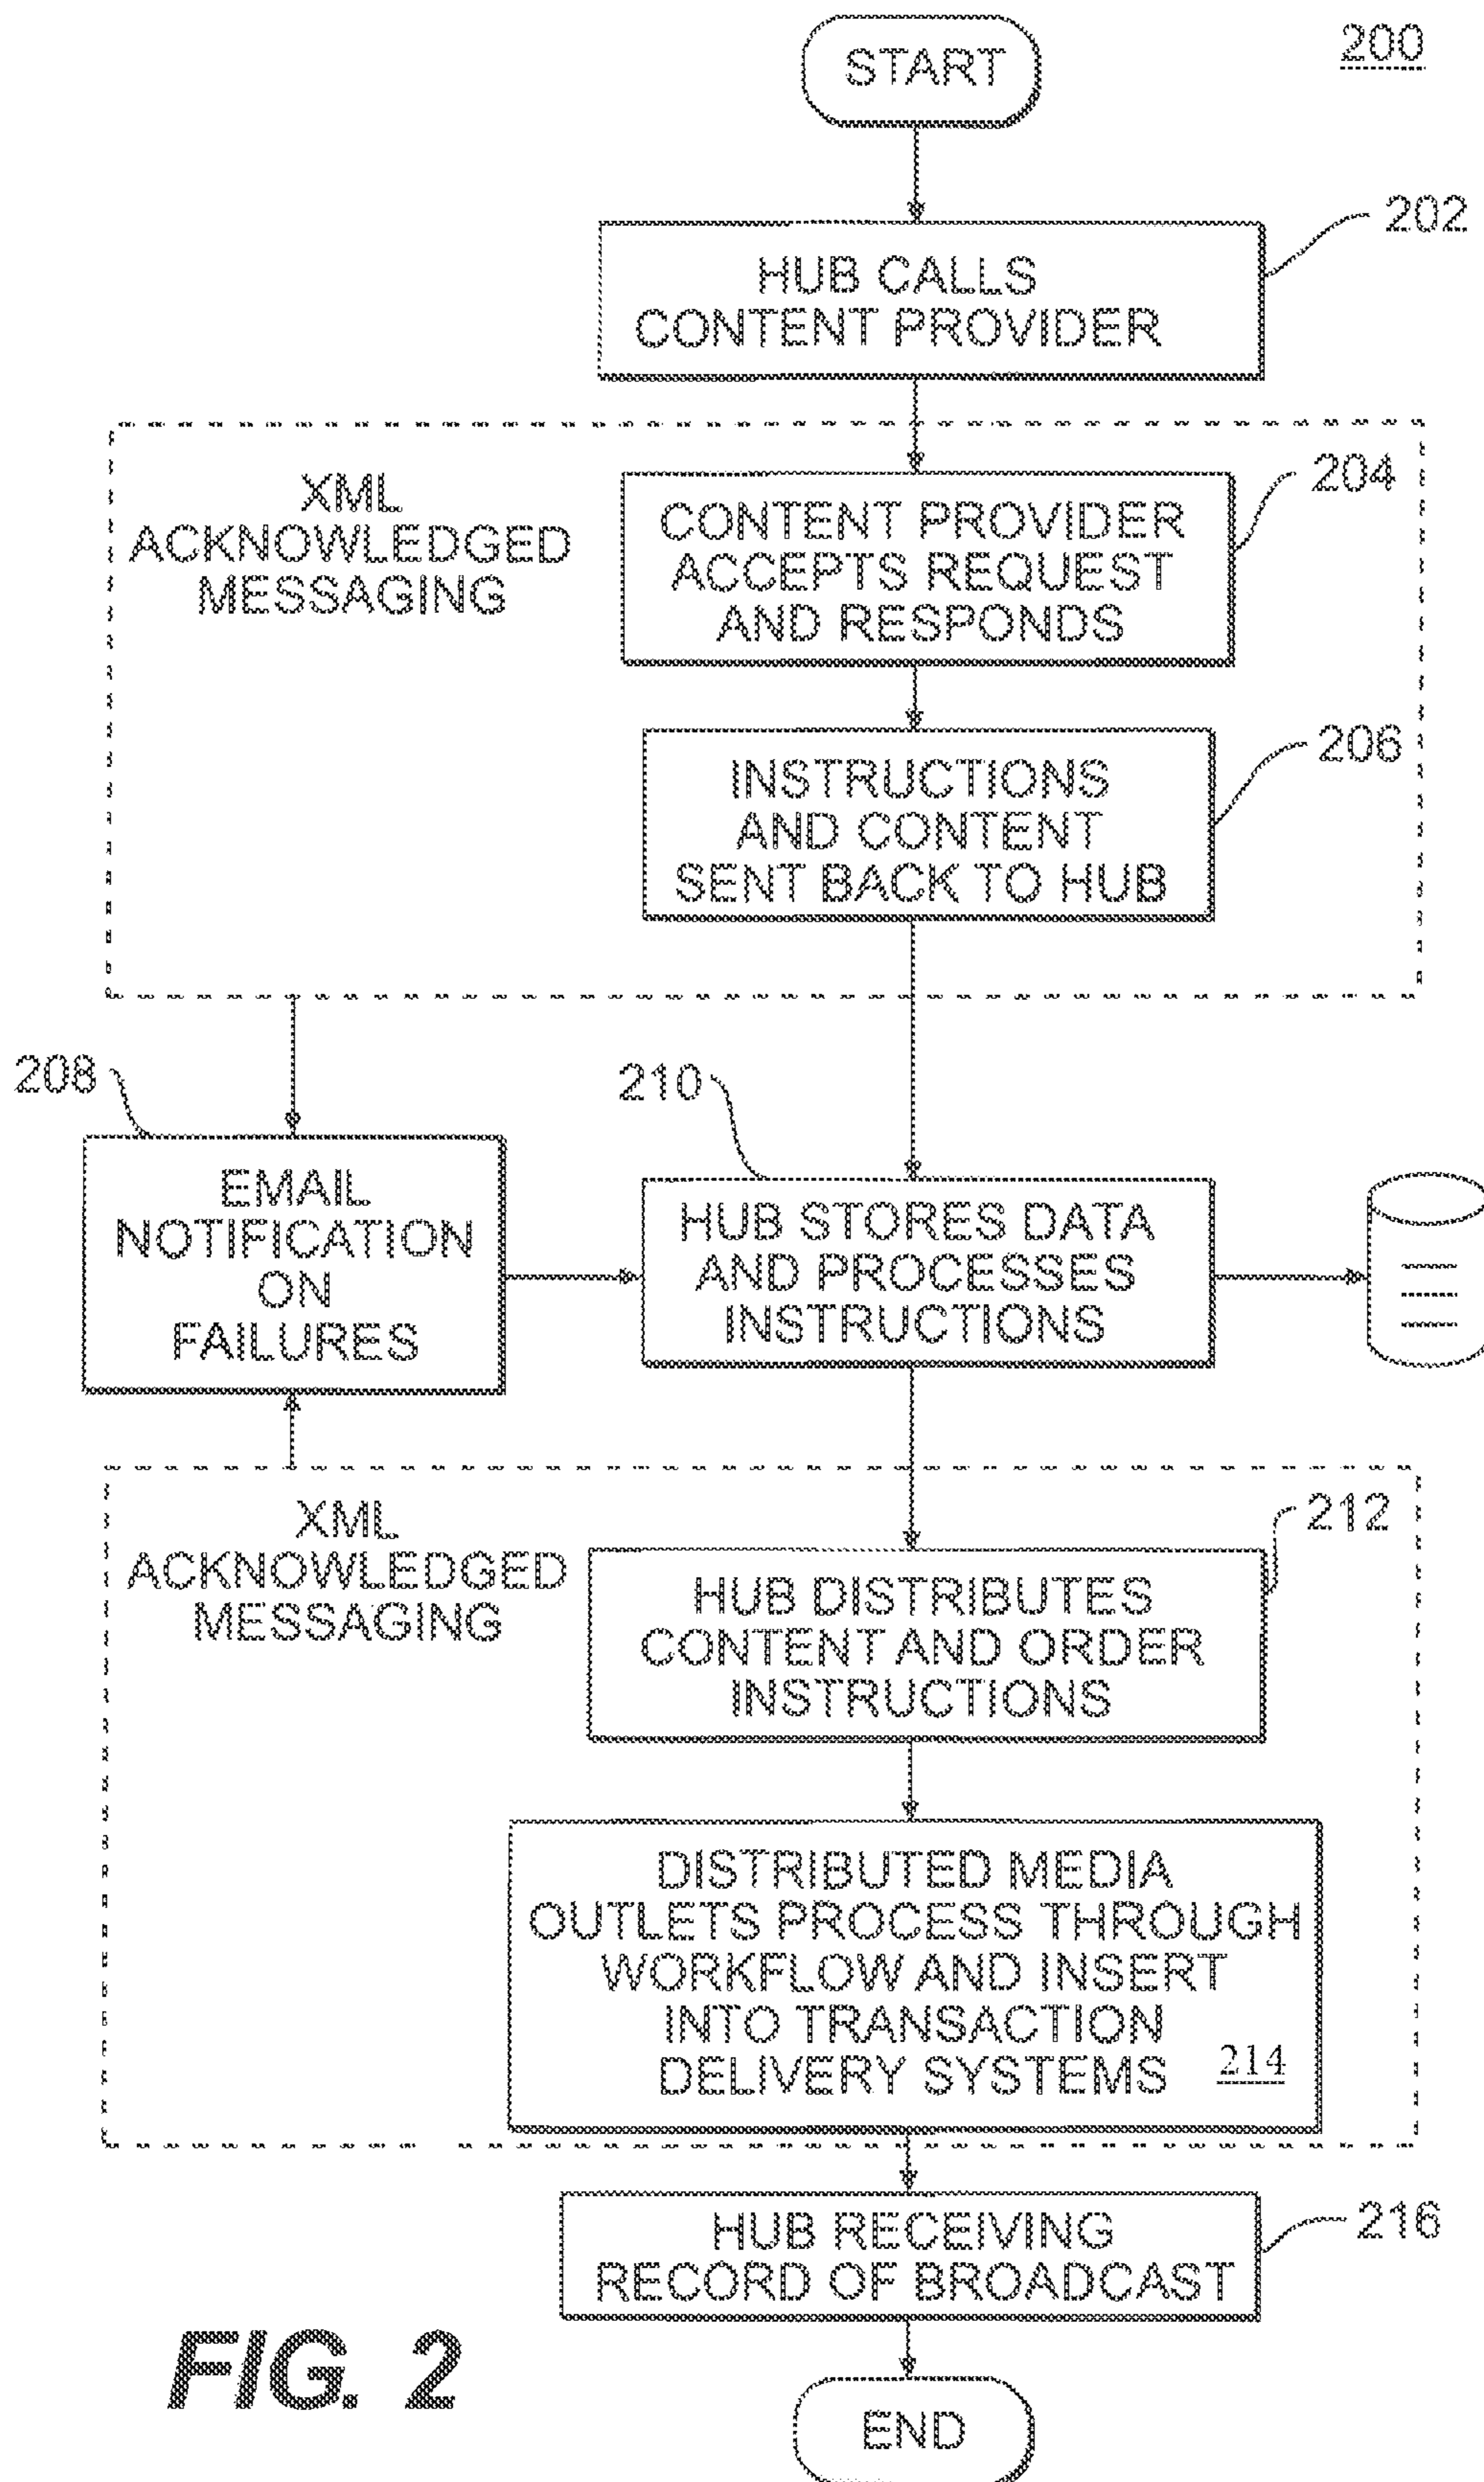 200
START
202
HUB CALLS
CONTENT PROVIDER
XML
ACKNOWLEDGED
MESSAGING
204
CONTENT PROVIDER
ACCEPTS REQUEST
AND RESPONDS
206
INSTRUCTIONS
AND CONTENT
SENT BACK TO HUB
208
EMAIL
NOTIFICATION
ON
FAILURES
210
HUB STORES DATA
AND PROCESSES
INSTRUCTIONS
XML
ACKNOWLEDGED
MESSAGING
212
HUB DISTRIBUTES
CONTENT AND ORDER
INSTRUCTIONS
DISTRIBUTED MEDIA
OUTLETS PROCESS THROUGH
WORKFLOW AND INSERT
INTO TRANSACTION
DELIVERY SYSTEMS
214
HUB RECEIVING
RECORD OF BROADCAST
216
END
FIG. 2